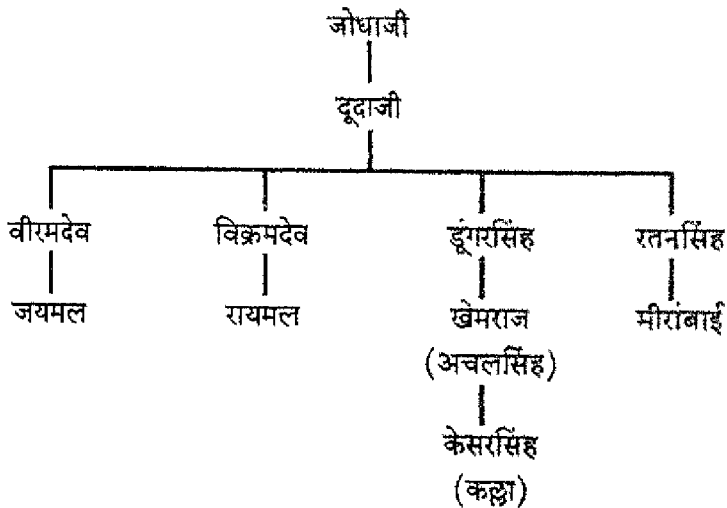 जोधाजी
दूदाजी
वीरमदेव विक्रमदेव डूंगरसिंह रतनसिंह
जयमल रायमल खेमराज मीरांबाई
(अचलसिंह)
केसरसिंह
(कल्ला)